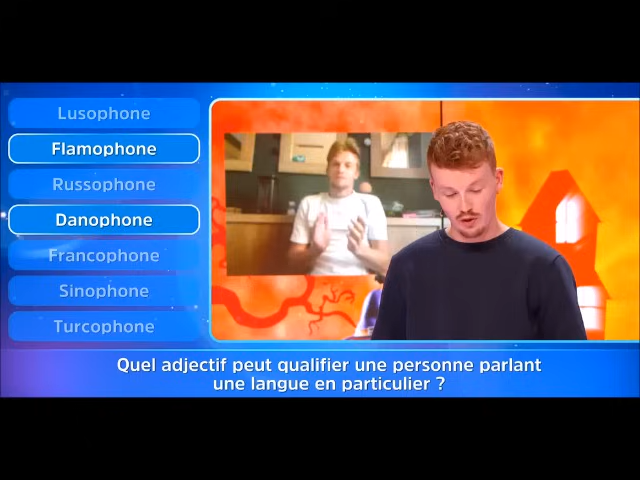 Lusophone
Flamophone
Russophone
Danophone
Francophone
Sinophone
Turcophone
Quel adjectif peut qualifier une personne parlant
une langue en particulier ?